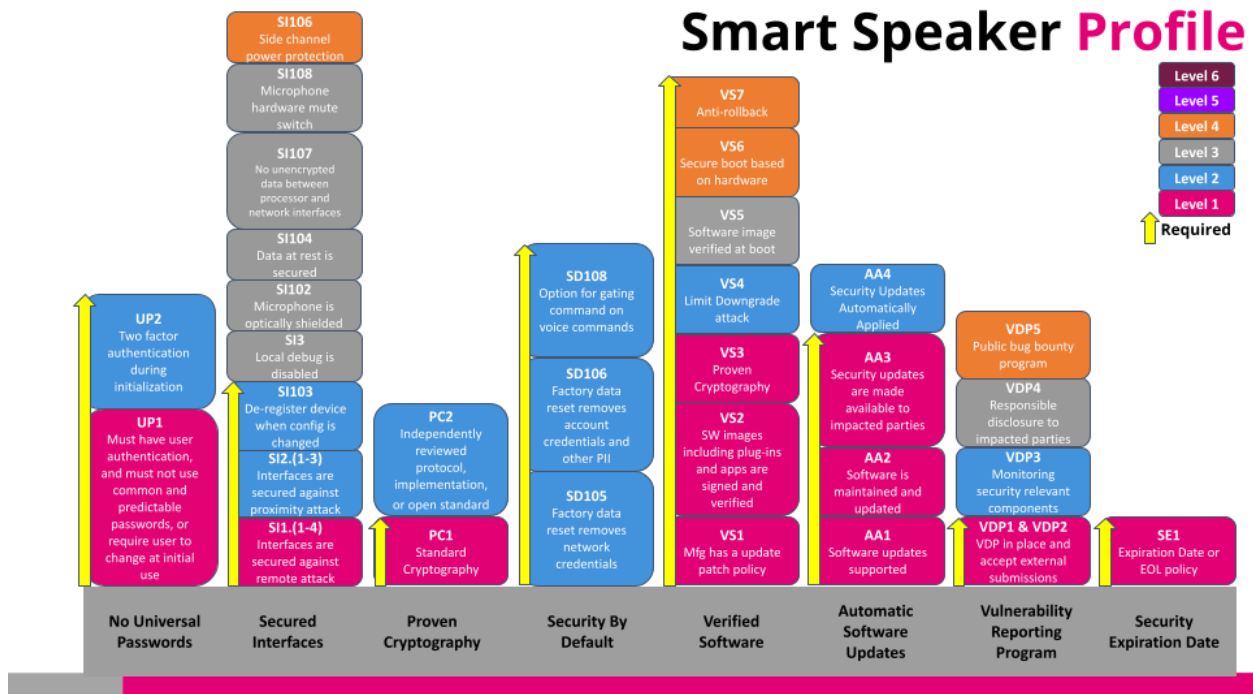 Smart Speaker Profile
Level 6
Level 5
Level 4
Level 3
Level 2
Level 1
Required
UP2
Two factor
authentication
during
initialization
UP1
Must have user
authentication,
and must not use
common and
predictable
passwords, or
require user to
change at initial
use
No Universal
Passwords
SI106
Side channel
power protection
SI108
Microphone
hardware mute
switch
SI107
No unencrypted
data between
processor and
network interfaces
SI104
Data at rest is
secured
SI102
Microphone is
optically shielded
SI3
Local debug is
disabled
SI103
De-register device
when config is
changed
SI2.(1-3)
Interfaces are
secured against
proximity attack
SI1.(1-4)
Interfaces are
secured against
remote attack
Secured
Interfaces
PC2
Independently
reviewed
protocol,
implementation,
or open standard
PC1
Standard
Cryptography
Proven
Cryptography
SD108
Option for gating
command on
voice commands
SD106
Factory data
reset removes
account
credentials and
other PII
SD105
Factory data
reset removes
network
credentials
Security By
Default
VS7
Anti-rollback
VS6
Secure boot based
on hardware
VS5
Software image
verified at boot
VS4
Limit Downgrade
attack
VS3
Proven
Cryptography
VS2
SW images
including plug-ins
and apps are
signed and
verified
VS1
Mfg has a update
patch policy
Verified
Software
AA4
Security Updates
Automatically
Applied
AA3
Security updates
are made
available to
impacted parties
AA2
Software is
maintained and
updated
AA1
Software updates
supported
Automatic
Software
Updates
VDP5
Public bug bounty
program
VDP4
Responsible
disclosure to
impacted parties
VDP3
Monitoring
security relevant
components
VDP1 & VDP2
VDP in place and
accept external
submissions
Vulnerability
Reporting
Program
SE1
Expiration Date or
EOL policy
Security
Expiration Date